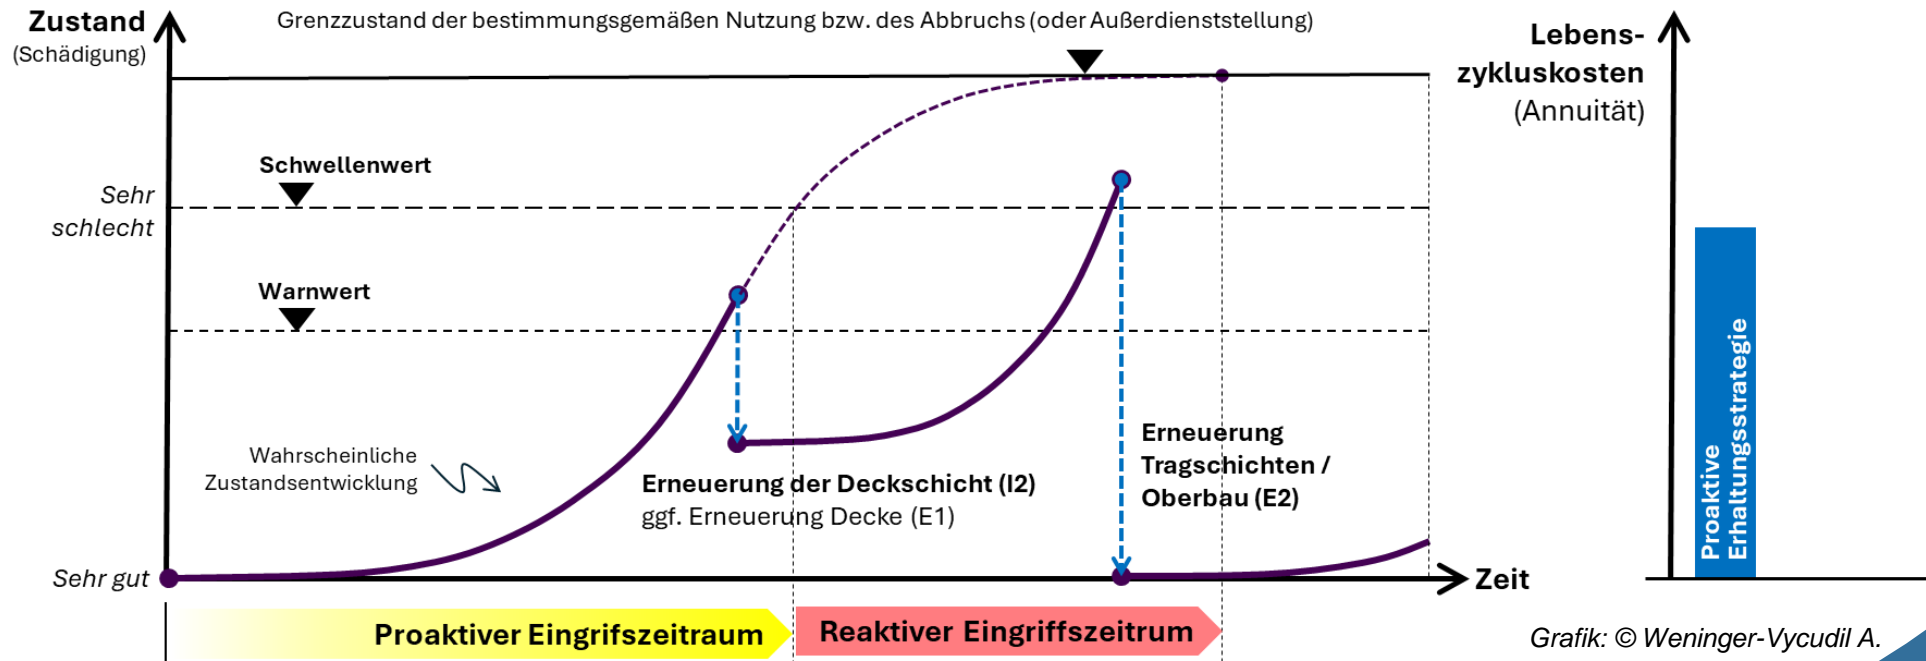 Zustand
(Schädigung)
Grenzzustand der bestimmungsgemäßen Nutzung bzw. des Abbruchs (oder Außerdienststellung)
Schwellenwert
Sehr
schlecht
Warnwert
Wahrscheinliche
Zustandsentwicklung
Erneuerung der Deckschicht (I2)
ggf. Erneuerung Decke (E1)
Erneuerung
Tragschichten /
Oberbau (E2)
Sehr gut
Zeit
Proaktiver Eingrifszeitraum
Reaktiver Eingriffszeitrum
Lebens-
zykluskosten
(Annuität)
Proaktive
Erhaltungsstrategie
Grafik: © Weninger-Vycudil A.